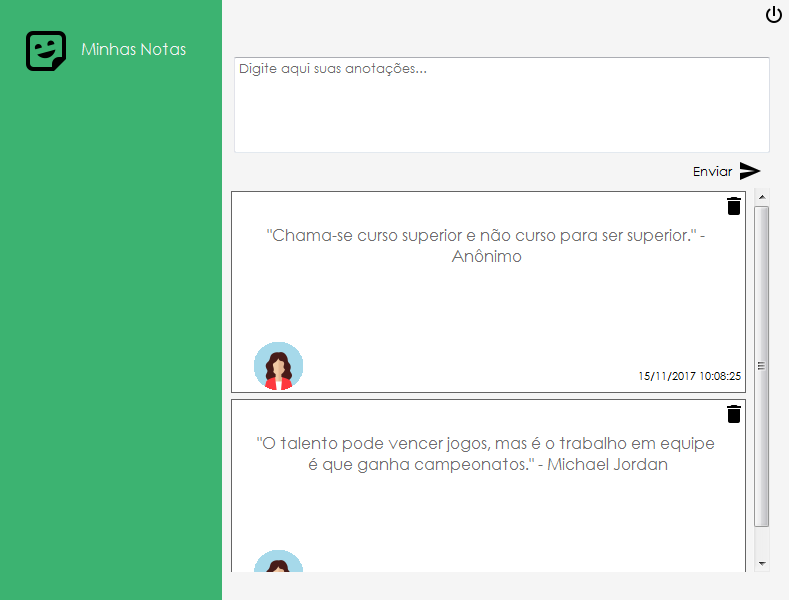 Minhas Notas
Digite aqui suas anotações...
Enviar
"Chama-se curso superior e não curso para ser superior." -
Anônimo
15/11/2017 10:08:25
"O talento pode vencer jogos, mas é o trabalho em equipe
é que ganha campeonatos." - Michael Jordan